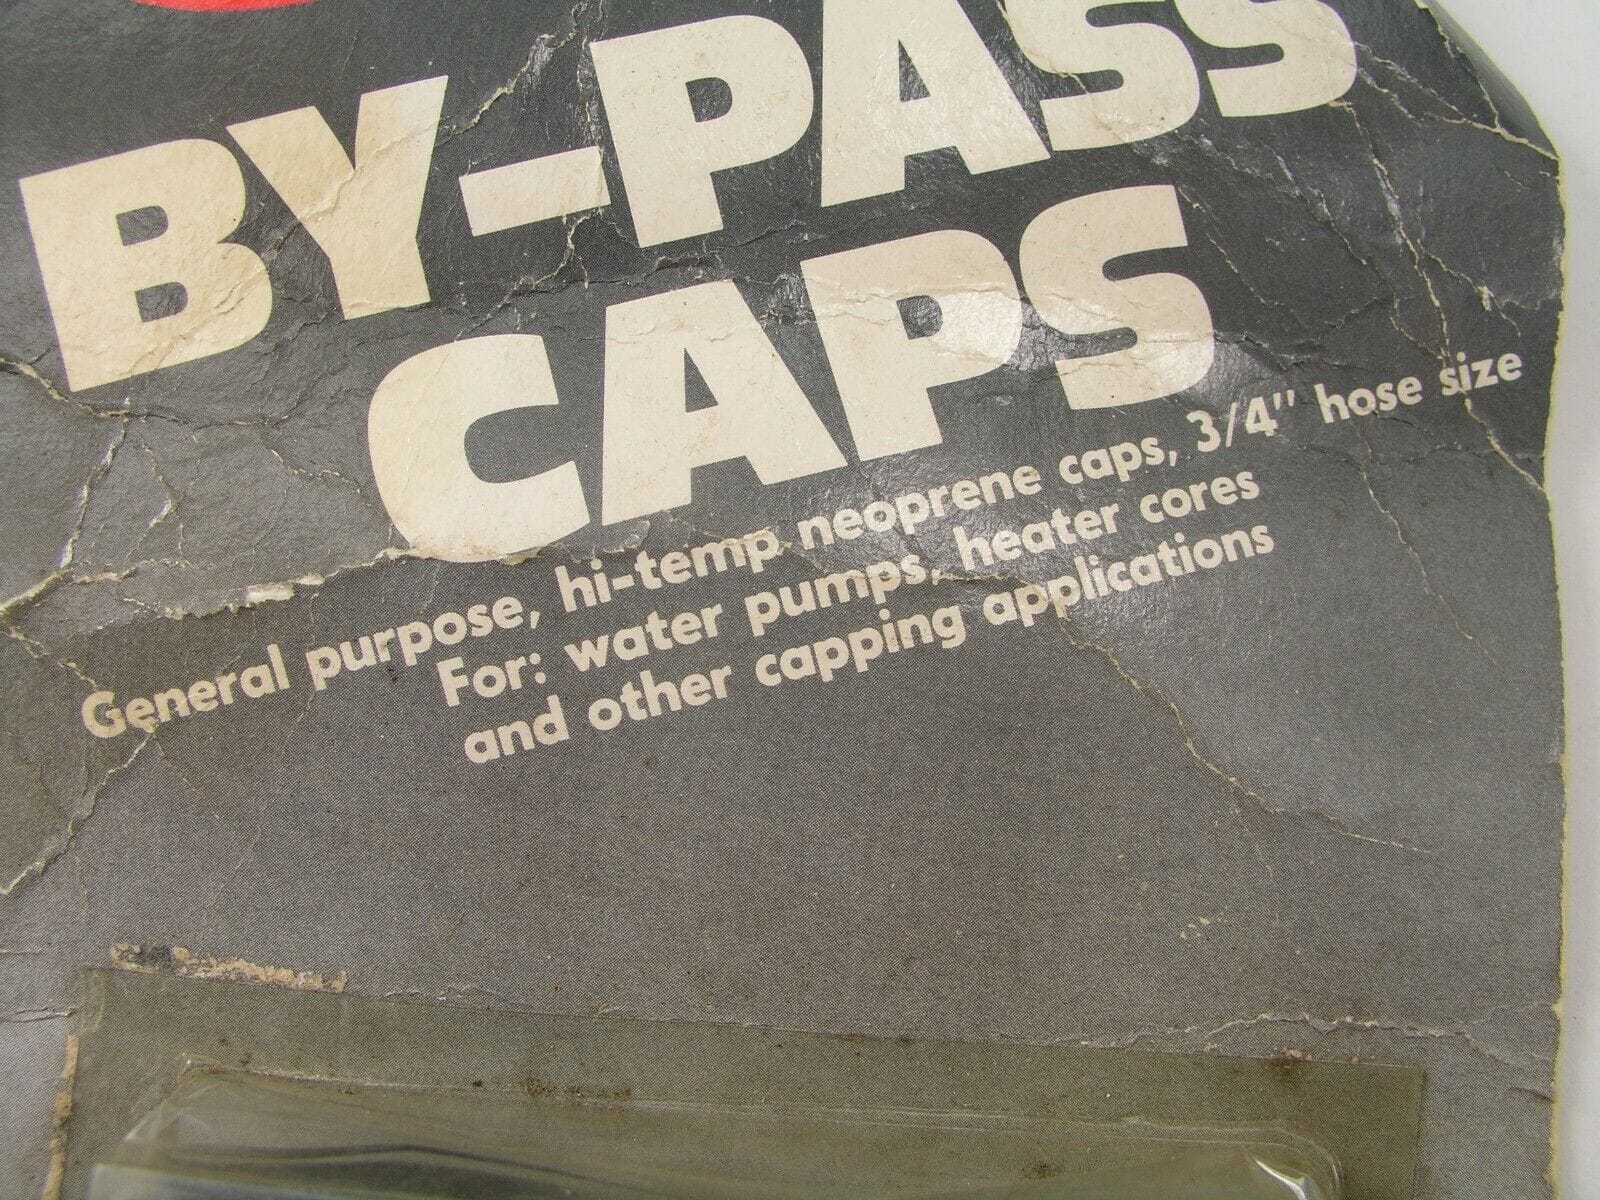 BY-PASS
CAPS
General purpose, hi-temp neoprene caps, 3/4" hose size
For: water pumps, heater cores
and other capping applications